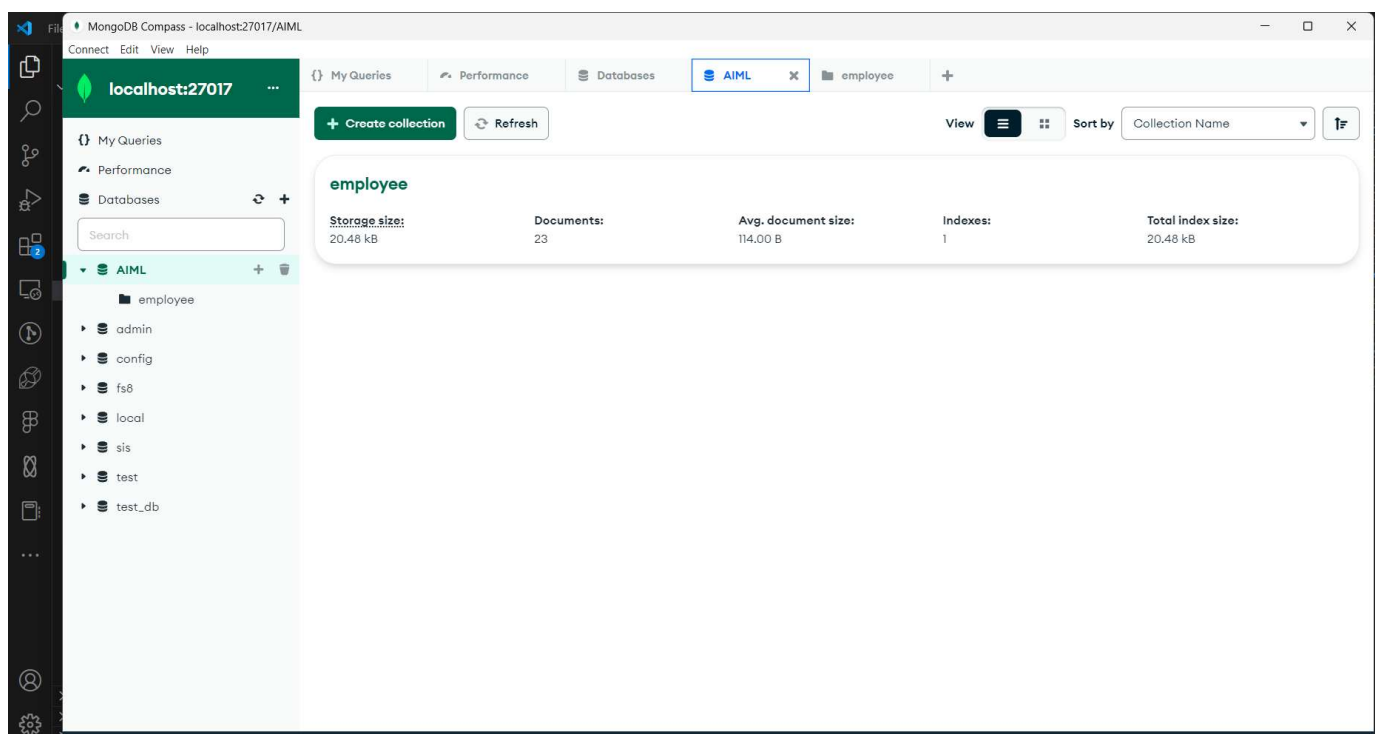 File
MongoDB Compass - localhost:27017/AIML
Connect Edit View Help
localhost:27017 ...
{} My Queries
Performance
Databases
AIML
employee
{} My Queries
Performance
Databases
Search
AIML
employee
admin
config
fs8
local
sis
test
test_db
2
Create collection
Refresh
View
Sort by
Collection Name
employee
Storage size: Documents: Avg. document size: Indexes: Total index size:
20.48 kB 23 114.00 B 1 20.48 kB